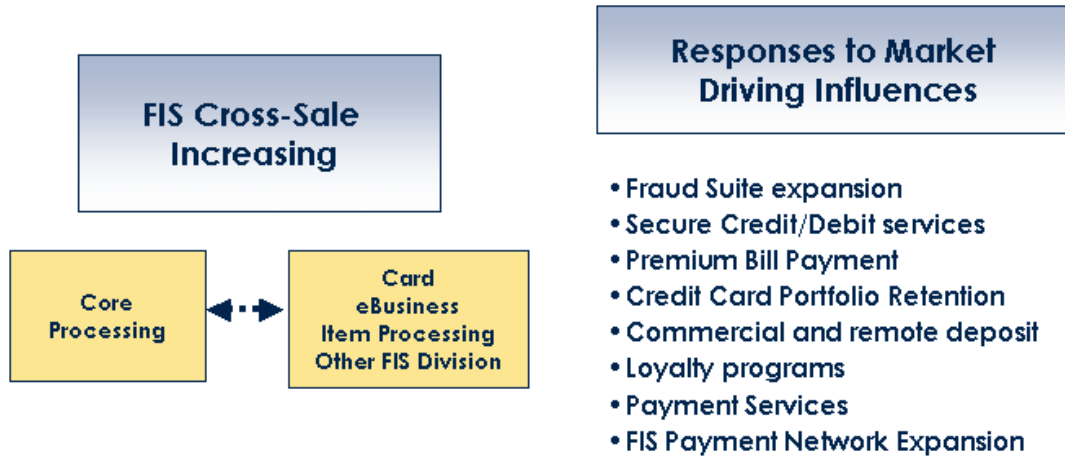 FIS Cross-Sale
Increasing
Core
Processing
Card
eBusiness
Item Processing
Other FIS Division
Responses to Market
Driving Influences
• Fraud Suite expansion
• Secure Credit/Debit services
• Premium Bill Payment
• Credit Card Portfolio Retention
• Commercial and remote deposit
• Loyalty programs
• Payment Services
• FIS Payment Network Expansion